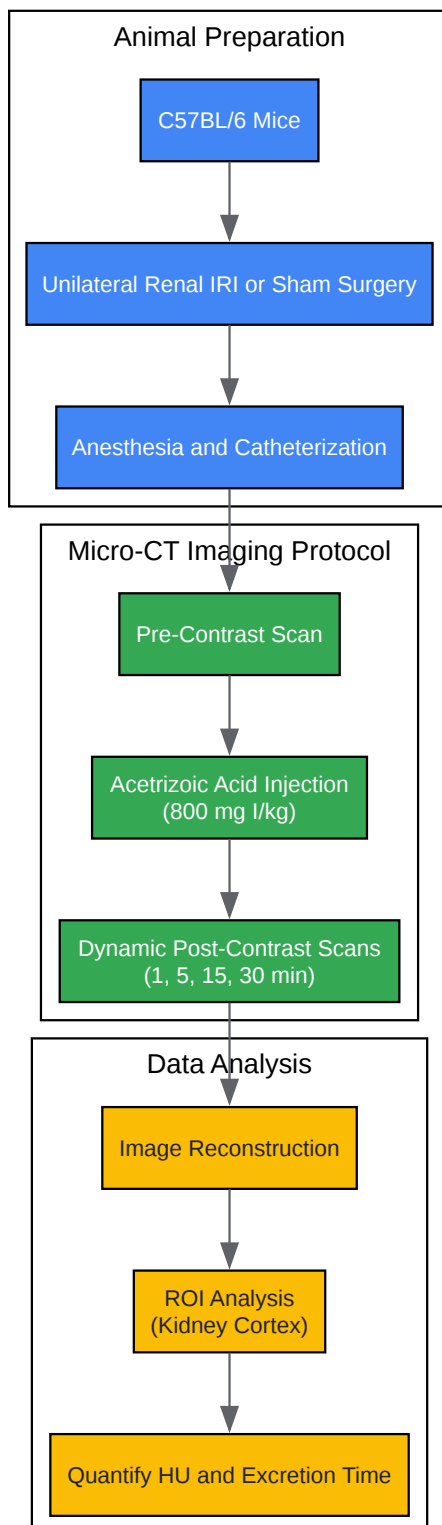 Animal Preparation
C57BL/6 Mice
Unilateral Renal IRI or Sham Surgery
Anesthesia and Catheterization
Micro-CT Imaging Protocol
Pre-Contrast Scan
Acetrizoic Acid Injection
(800 mg I/kg)
Dynamic Post-Contrast Scans
(1, 5, 15, 30 min)
Data Analysis
Image Reconstruction
ROI Analysis
(Kidney Cortex)
Quantify HU and Excretion Time